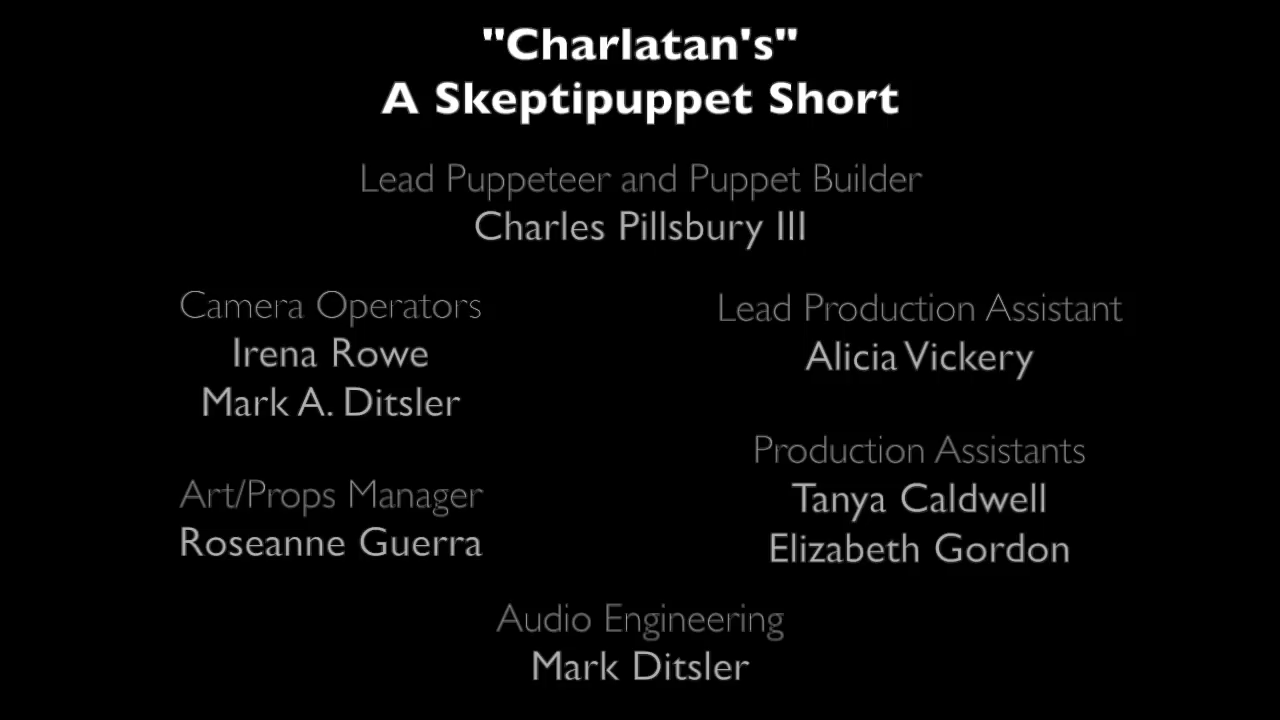 "Charlatan's"
A Skeptipuppet Short
Lead Puppeteer and Puppet Builder
Charles Pillsbury III
Camera Operators
Irena Rowe
Mark A. Ditsler
Art/Props Manager
Roseanne Guerra
Lead Production Assistant
Alicia Vickery
Production Assistants
Tanya Caldwell
Elizabeth Gordon
Audio Engineering
Mark Ditsler